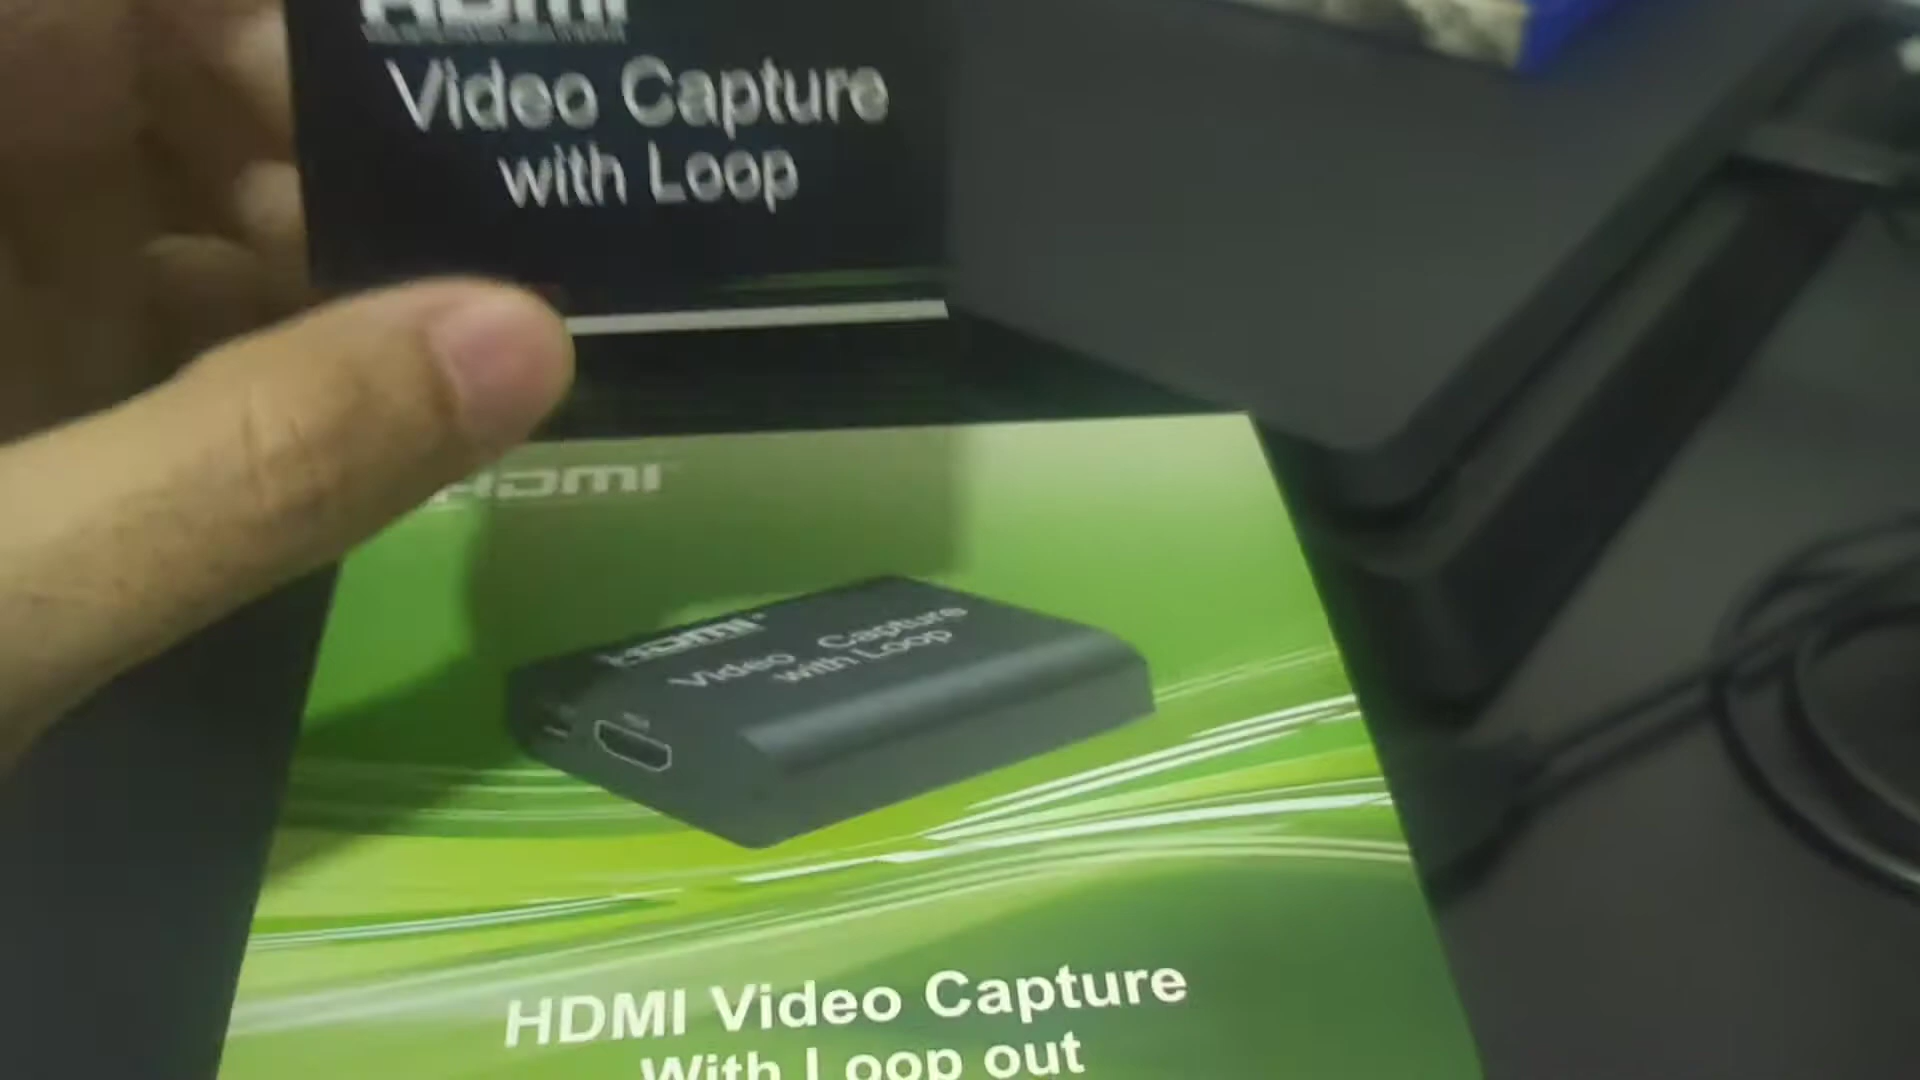 HDMI
Video Capture
with Loop
HDMI
HDMI
Video Capture
with Loop
HDMI Video Capture
With Loop out